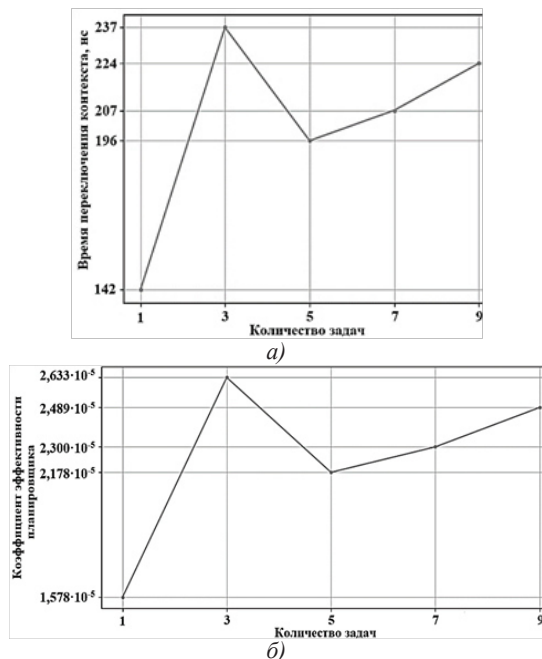 Время переключения контекста, нс
237
224
207
196
142
1 3 5 7 9
Количество задач
а)
Коэффициент эффективности
планировщика
2,633·10-5
2,489·10-5
2,300·10-5
2,178·10-5
1,578·10-5
1 3 5 7 9
Количество задач
б)